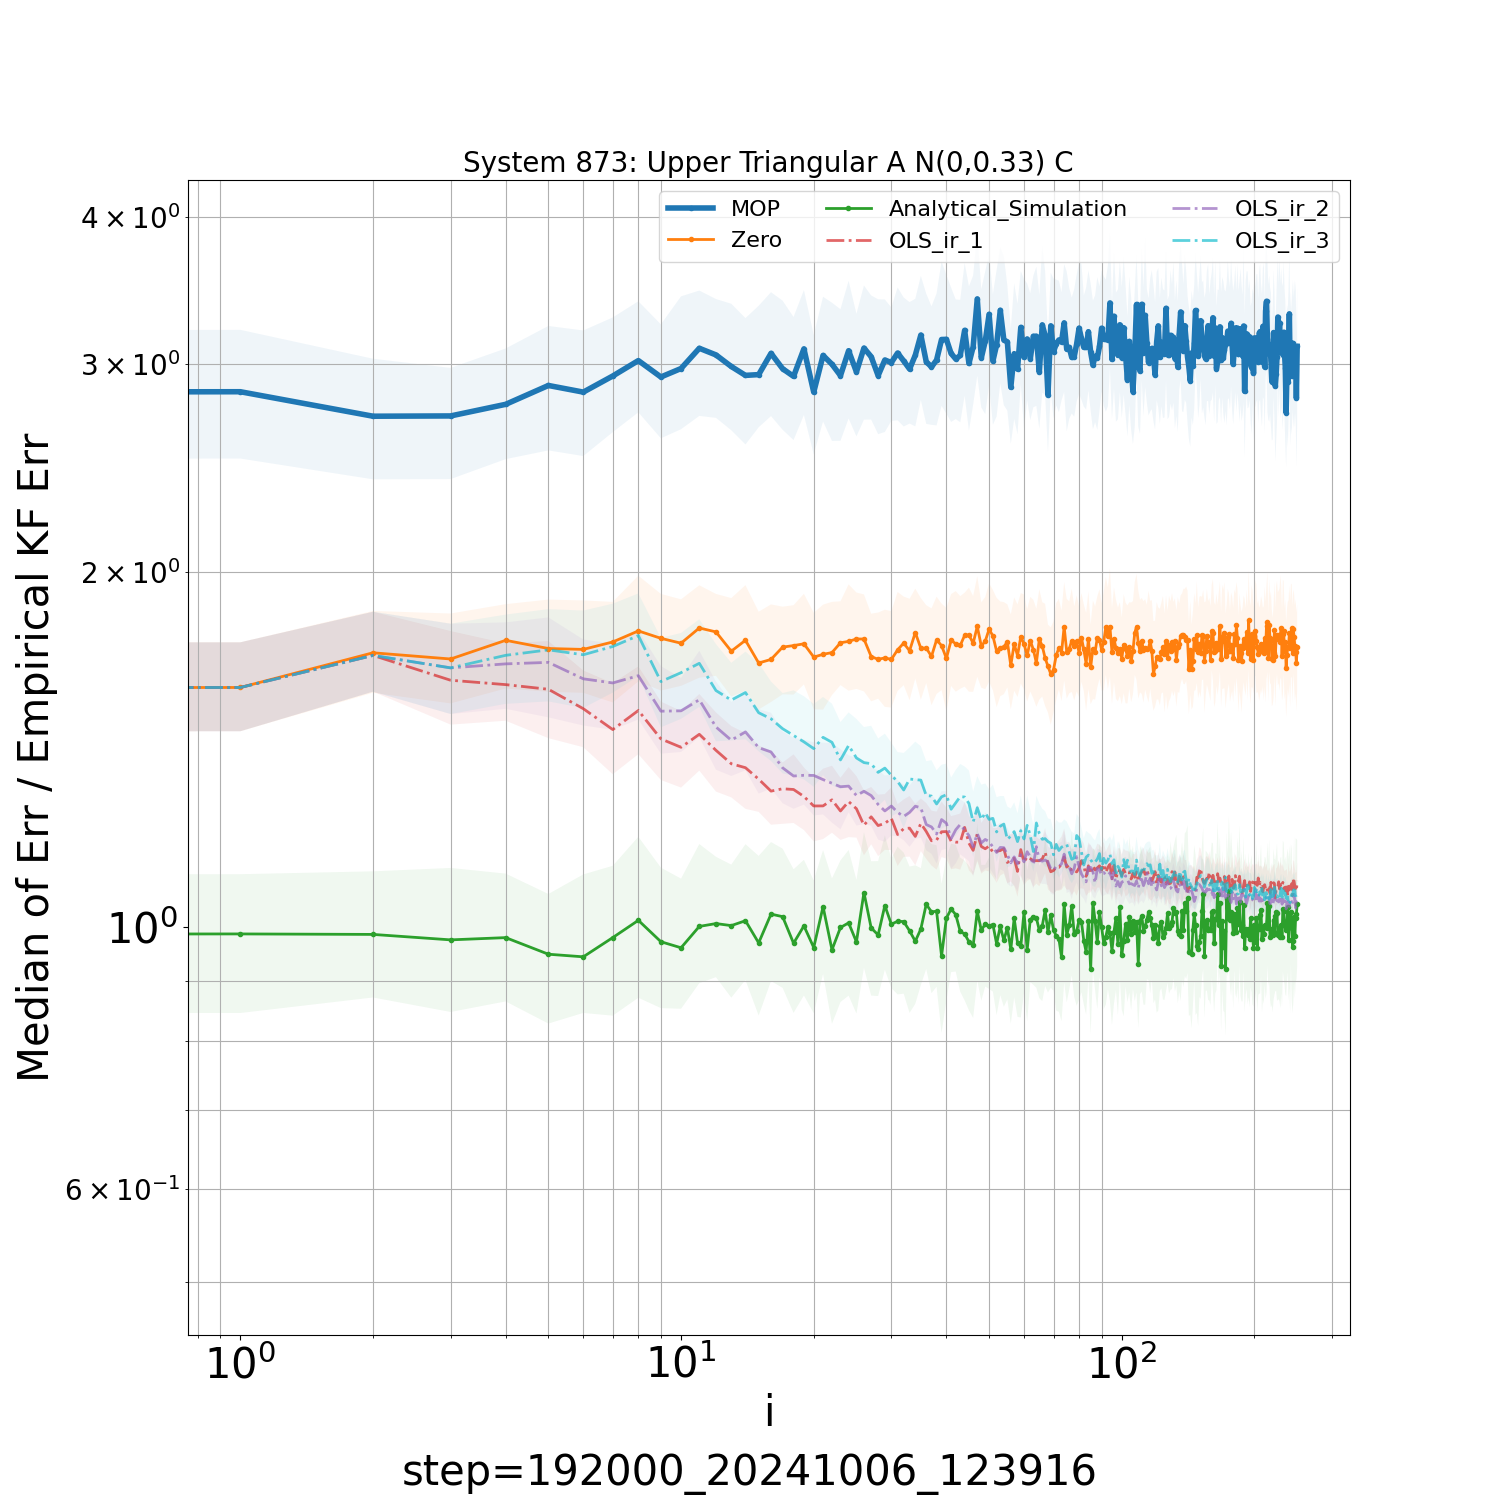 System 873: Upper Triangular A N(0,0.33) C
MOP
Zero
Analytical_Simulation
OLS_ir_1
OLS_ir_2
OLS_ir_3
Median of Err / Empirical KF Err
4 × 10⁰
3 × 10⁰
2 × 10⁰
10⁰
6 × 10⁻¹
10⁰
10¹
10²
i
step=192000_20241006_123916